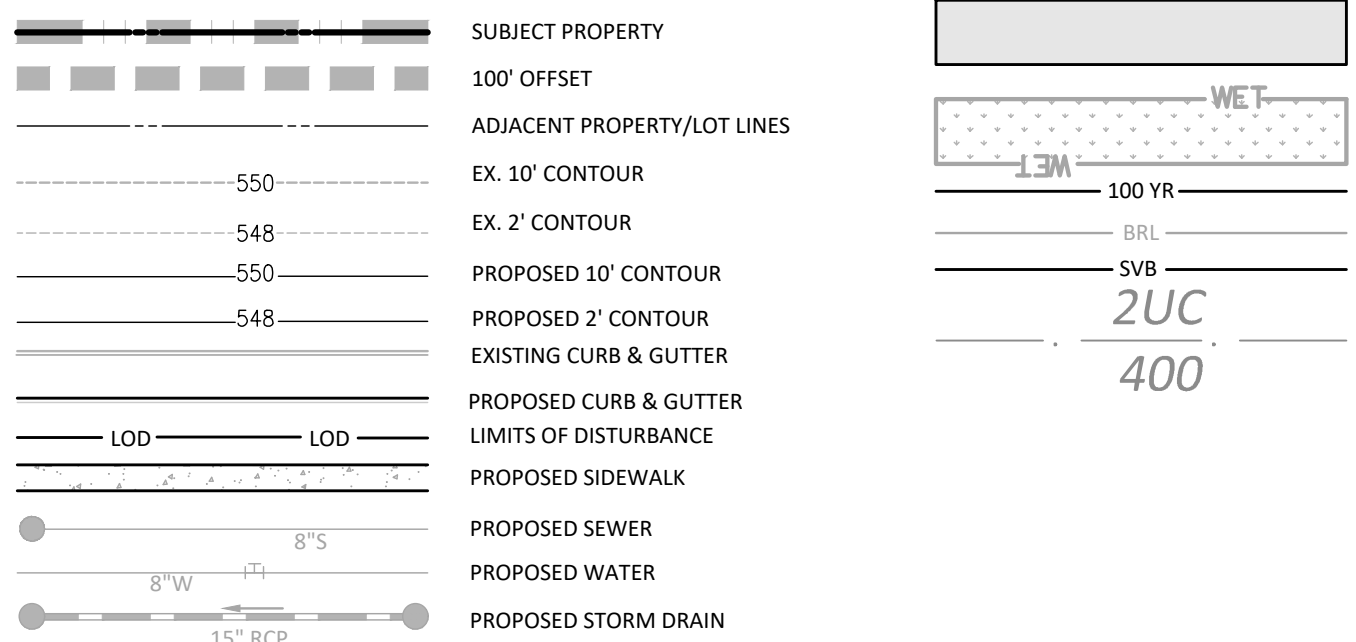 SUBJECT PROPERTY
100' OFFSET
ADJACENT PROPERTY/LOT LINES
550 EX. 10' CONTOUR
548 EX. 2' CONTOUR
550 PROPOSED 10' CONTOUR
548 PROPOSED 2' CONTOUR
EXISTING CURB & GUTTER
PROPOSED CURB & GUTTER
LOD LOD LIMITS OF DISTURBANCE
PROPOSED SIDEWALK
8"S PROPOSED SEWER
8"W PROPOSED WATER
15" RCP PROPOSED STORM DRAIN
WET
WET
100 YR
BRL
SVB
2UC
400